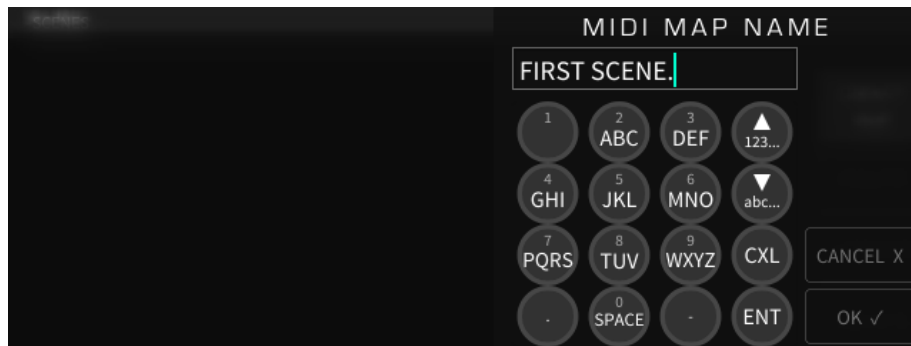 SCENES
MIDI MAP NAME
FIRST SCENE.
1
2
ABC
3
DEF
▲
123...
4
GHI
5
JKL
6
MNO
▼
abc...
7
PQRS
8
TUV
9
WXYZ
CXL
CANCEL X
.
0
SPACE
-
ENT
OK ✓